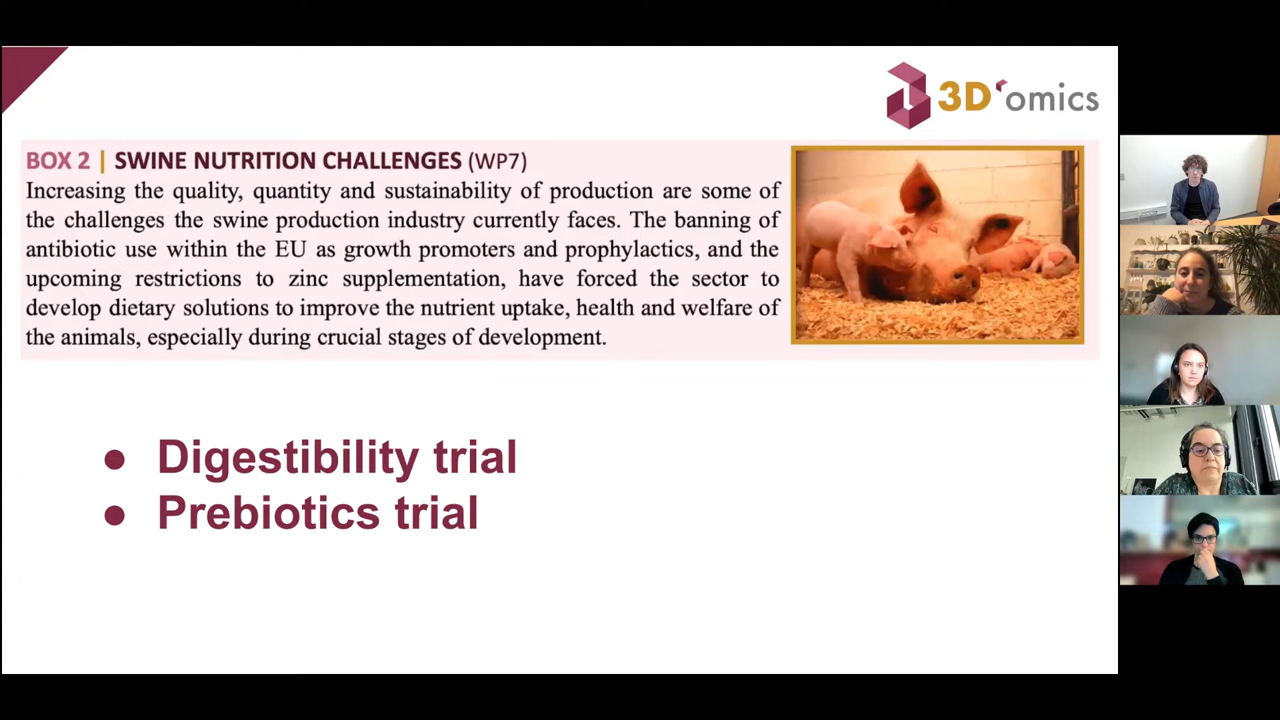 3D'omics
BOX 2 | SWINE NUTRITION CHALLENGES (WP7)
Increasing the quality, quantity and sustainability of production are some of
the challenges the swine production industry currently faces. The banning of
antibiotic use within the EU as growth promoters and prophylactics, and the
upcoming restrictions to zinc supplementation, have forced the sector to
develop dietary solutions to improve the nutrient uptake, health and welfare of
the animals, especially during crucial stages of development.
● Digestibility trial
● Prebiotics trial